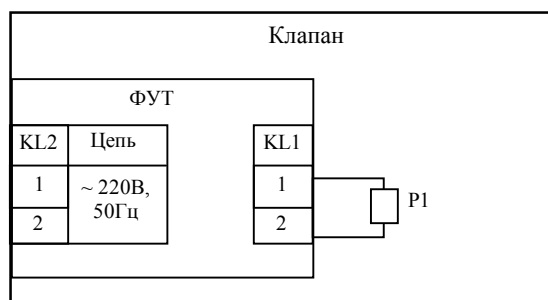 Клапан
ФУТ
KL2 Цепь KL1
1 ~ 220В, 1
50Гц P1
2 2